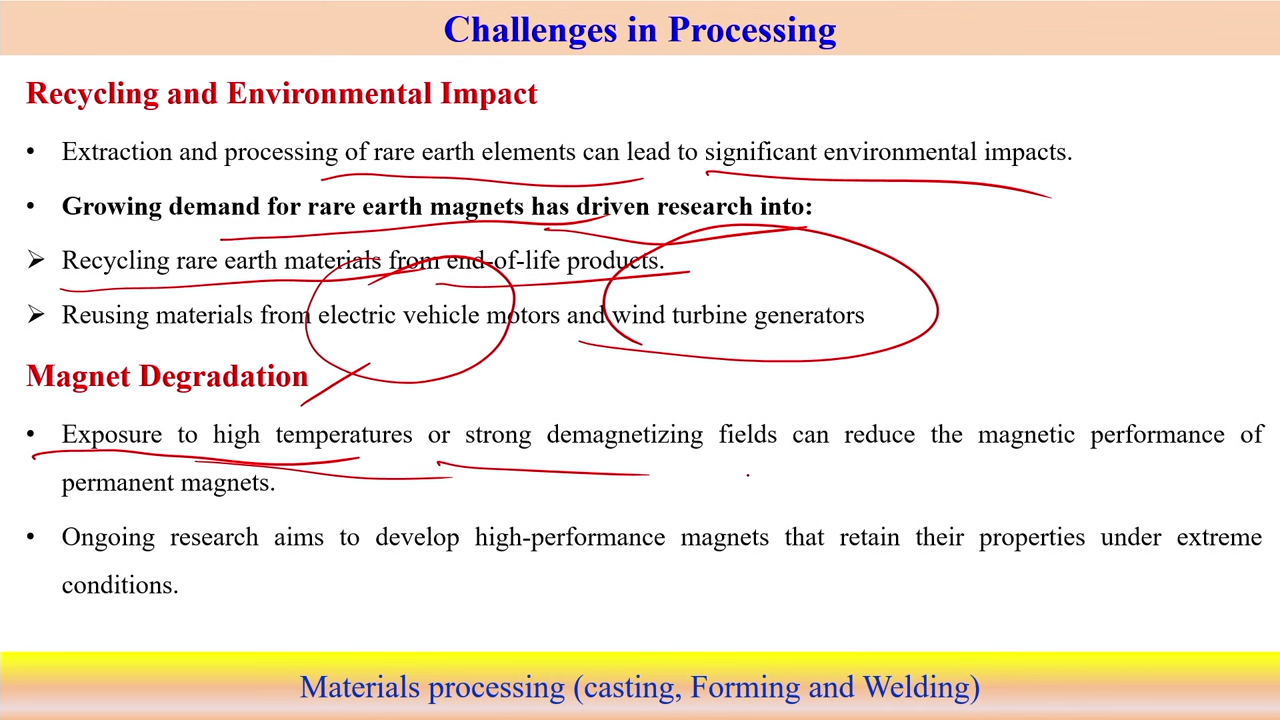 Challenges in Processing
Recycling and Environmental Impact
• Extraction and processing of rare earth elements can lead to significant environmental impacts.
• Growing demand for rare earth magnets has driven research into:
➢ Recycling rare earth materials from end-of-life products.
➢ Reusing materials from electric vehicle motors and wind turbine generators
Magnet Degradation
• Exposure to high temperatures or strong demagnetizing fields can reduce the magnetic performance of
permanent magnets.
• Ongoing research aims to develop high-performance magnets that retain their properties under extreme
conditions.
Materials processing (casting, Forming and Welding)